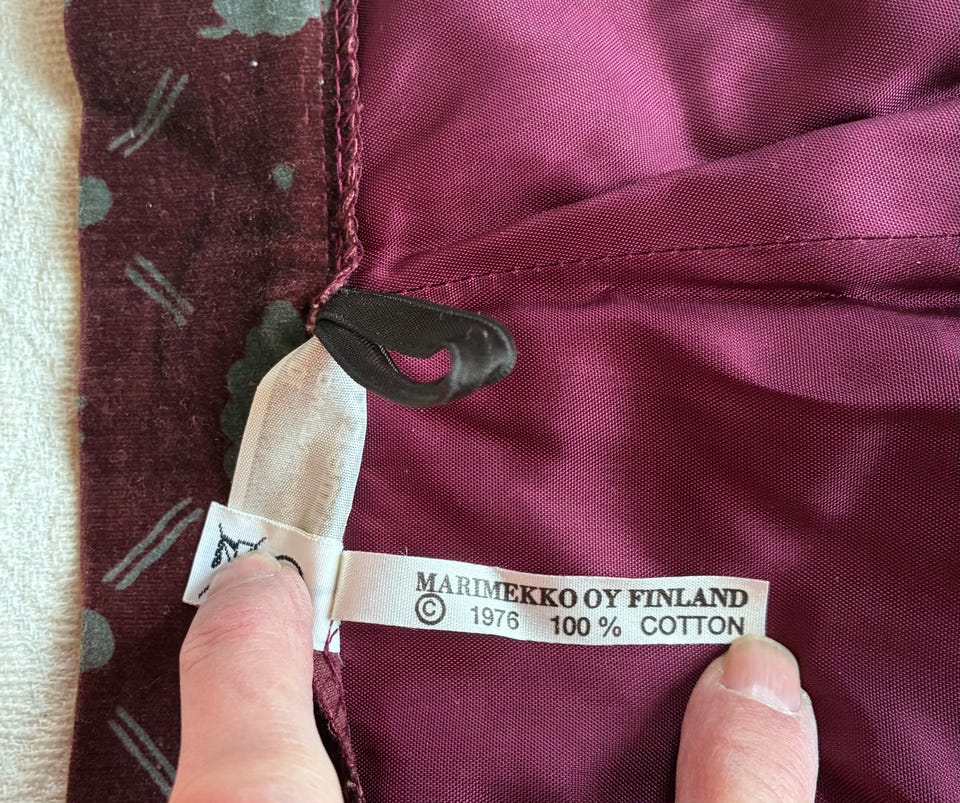 MARIMEKKO OY FINLAND
© 1976 100 % COTTON